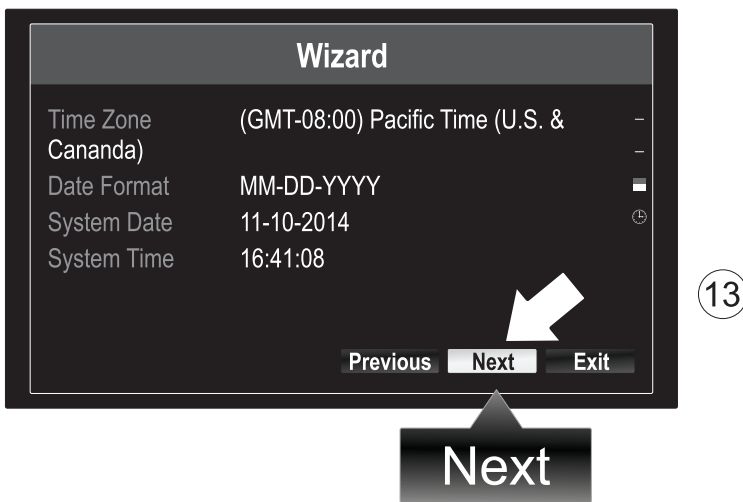 Wizard
Time Zone (GMT-08:00) Pacific Time (U.S. &
Cananda)
Date Format MM-DD-YYYY
System Date 11-10-2014
System Time 16:41:08
13
Previous Next Exit
Next